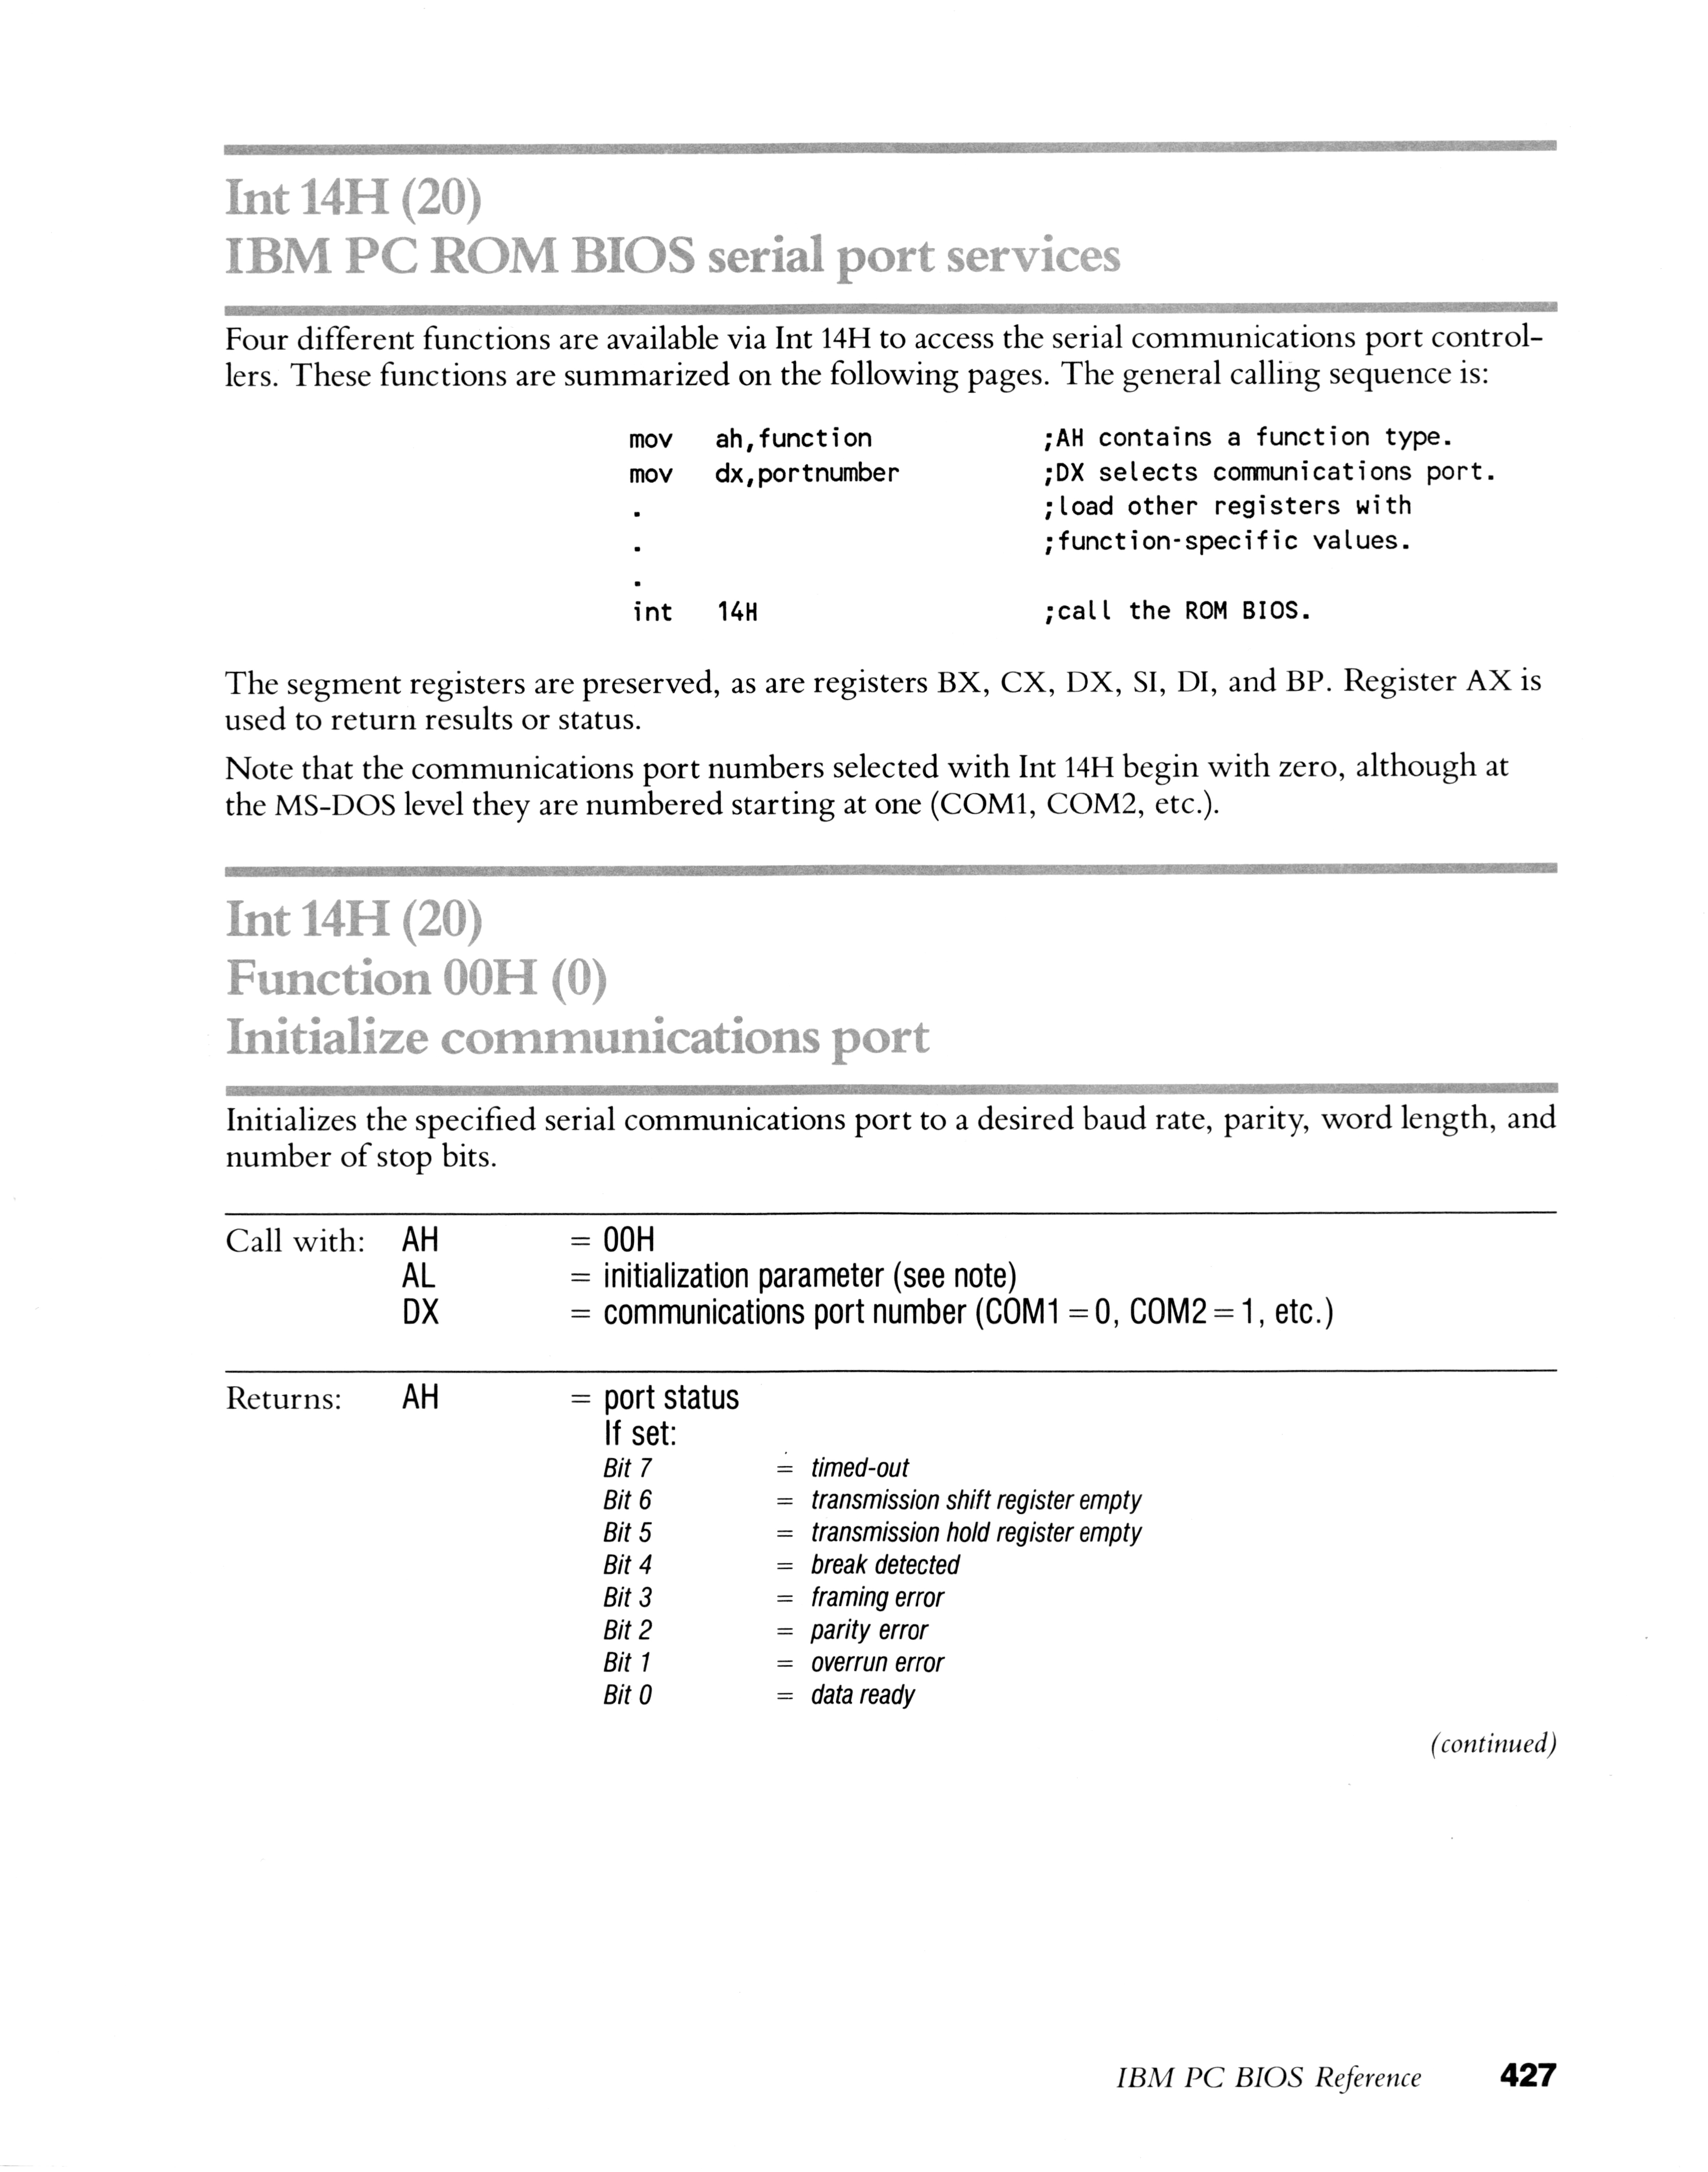 Int 14H (20)
IBM PC ROM BIOS serial port services
Four different functions are available via Int 14H to access the serial communications port control-
lers. These functions are summarized on the following pages. The general calling sequence is:
mov ah,function ;AH contains a function type.
mov dx,portnumber ;DX selects communications port.
. ;load other registers with
. ;function-specific values.
.
int 14H ;call the ROM BIOS.
The segment registers are preserved, as are registers BX, CX, DX, SI, DI, and BP. Register AX is
used to return results or status.
Note that the communications port numbers selected with Int 14H begin with zero, although at
the MS-DOS level they are numbered starting at one (COM1, COM2, etc.).
Int 14H (20)
Function 00H (0)
Initialize communications port
Initializes the specified serial communications port to a desired baud rate, parity, word length, and
number of stop bits.
Call with: AH = 00H
AL = initialization parameter (see note)
DX = communications port number (COM1 = 0, COM2 = 1, etc.)
Returns: AH = port status
If set:
Bit 7 = timed-out
Bit 6 = transmission shift register empty
Bit 5 = transmission hold register empty
Bit 4 = break detected
Bit 3 = framing error
Bit 2 = parity error
Bit 1 = overrun error
Bit 0 = data ready
(continued)
IBM PC BIOS Reference 427